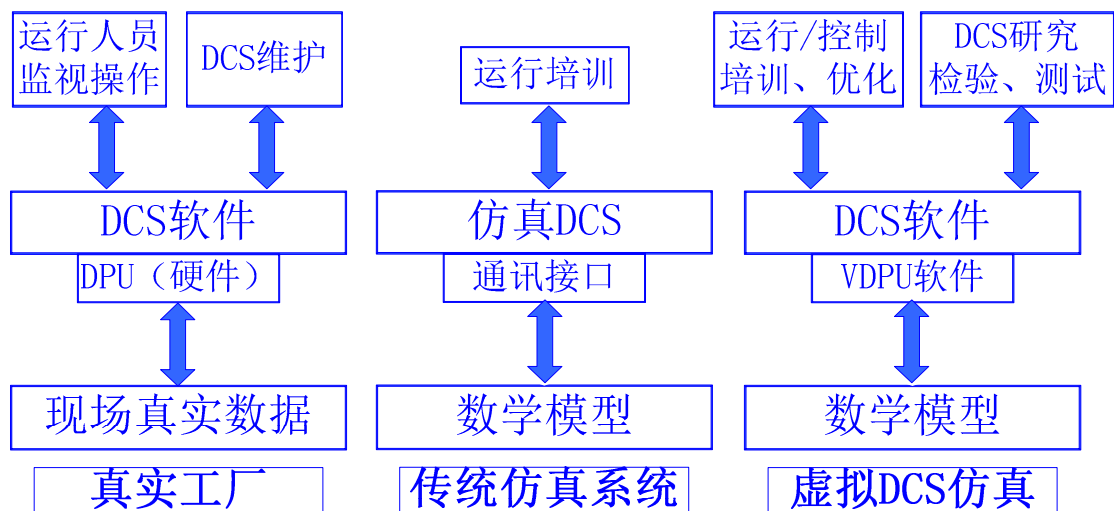 运行人员
监视操作
DCS维护
DCS软件
DPU（硬件）
现场真实数据
真实工厂
运行培训
仿真DCS
通讯接口
数学模型
传统仿真系统
运行/控制
培训、优化
DCS研究
检验、测试
DCS软件
VDPU软件
数学模型
虚拟DCS仿真